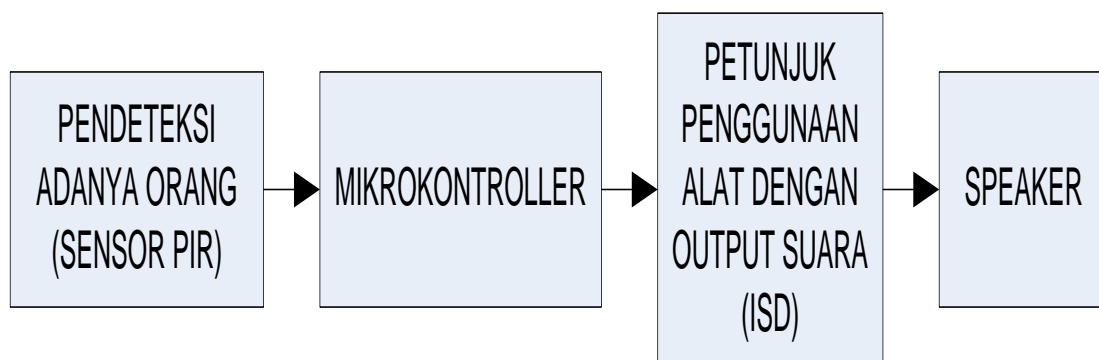 PENDETEKSI
ADANYA ORANG
(SENSOR PIR)
MIKROKONTROLLER
PETUNJUK
PENGGUNAAN
ALAT DENGAN
OUTPUT SUARA
(ISD)
SPEAKER